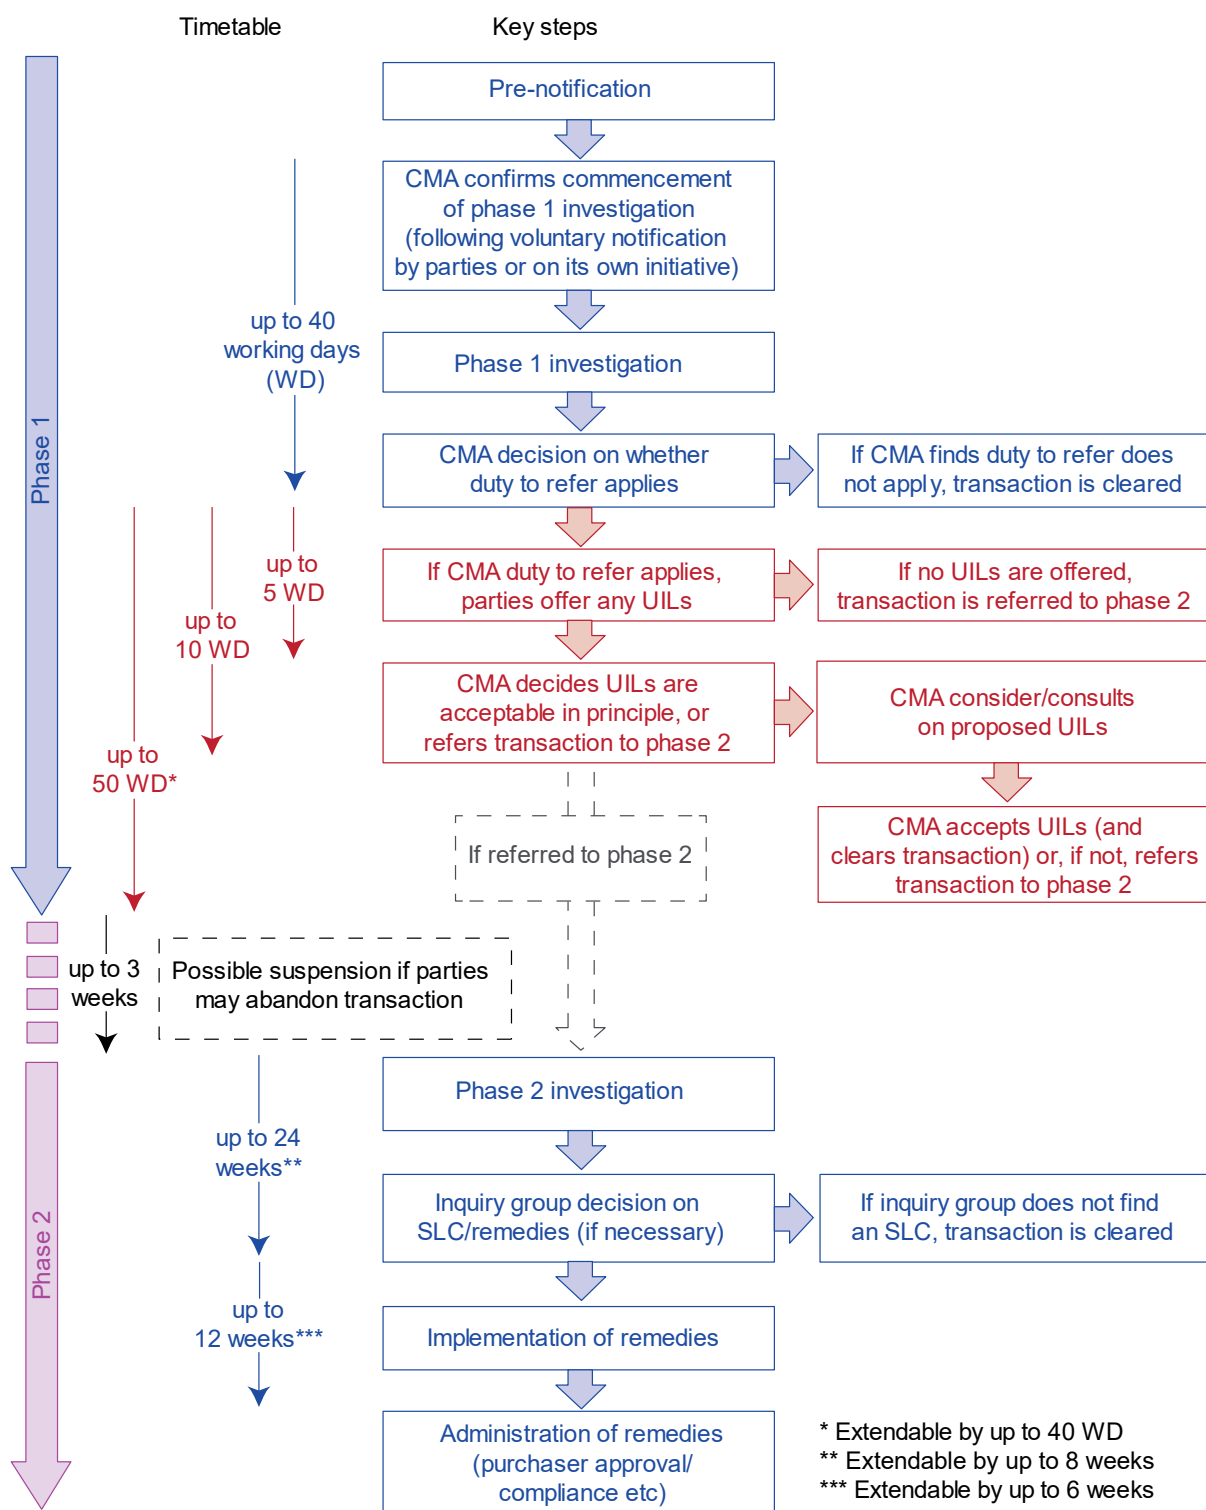 Timetable
Key steps
Pre-notification
CMA confirms commencement
of phase 1 investigation
(following voluntary notification
by parties or on its own initiative)
up to 40
working days
(WD)
Phase 1 investigation
Phase 1
CMA decision on whether
duty to refer applies
If CMA finds duty to refer does
not apply, transaction is cleared
up to
5 WD
If CMA duty to refer applies,
parties offer any UILs
If no UILs are offered,
transaction is referred to phase 2
up to
10 WD
CMA decides UILs are
acceptable in principle, or
refers transaction to phase 2
CMA consider/consults
on proposed UILs
up to
50 WD*
If referred to phase 2
CMA accepts UILs (and
clears transaction) or, if not, refers
transaction to phase 2
up to 3
weeks
Possible suspension if parties
may abandon transaction
Phase 2 investigation
up to 24
weeks**
Inquiry group decision on
SLC/remedies (if necessary)
If inquiry group does not find
an SLC, transaction is cleared
Phase 2
up to
12 weeks***
Implementation of remedies
Administration of remedies
(purchaser approval/
compliance etc)
* Extendable by up to 40 WD
** Extendable by up to 8 weeks
*** Extendable by up to 6 weeks